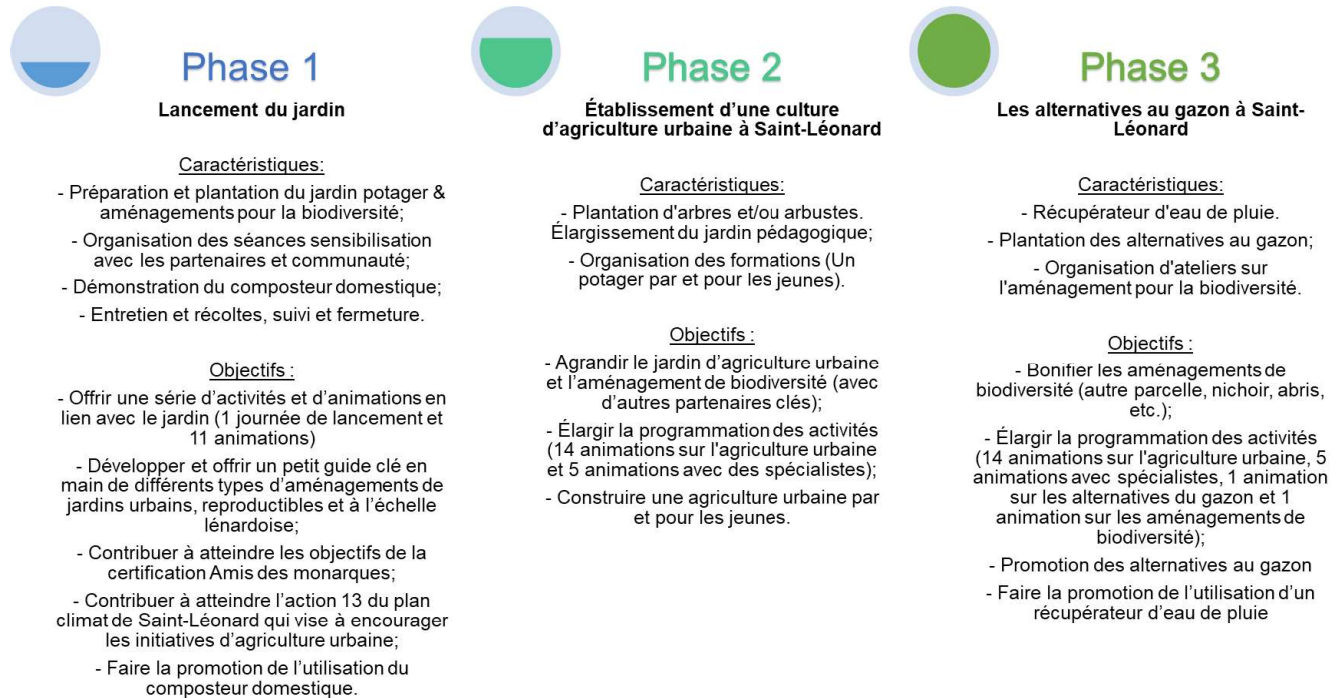 Phase 1
Lancement du jardin
Caractéristiques:
- Préparation et plantation du jardin potager &
aménagements pour la biodiversité;
- Organisation des séances sensibilisation
avec les partenaires et communauté;
- Démonstration du composteur domestique;
- Entretien et récoltes, suivi et fermeture.
Objectifs :
- Offrir une série d'activités et d'animations en
lien avec le jardin (1 journée de lancement et
11 animations)
- Développer et offrir un petit guide clé en
main de différents types d'aménagements de
jardins urbains, reproductibles et à l'échelle
lénardoise;
- Contribuer à atteindre les objectifs de la
certification Amis des monarques;
- Contribuer à atteindre l'action 13 du plan
climat de Saint-Léonard qui vise à encourager
les initiatives d'agriculture urbaine;
- Faire la promotion de l'utilisation du
composteur domestique.
Phase 2
Établissement d'une culture
d'agriculture urbaine à Saint-Léonard
Caractéristiques:
- Plantation d'arbres et/ou arbustes.
Élargissement du jardin pédagogique;
- Organisation des formations (Un
potager par et pour les jeunes).
Objectifs :
- Agrandir le jardin d'agriculture urbaine
et l'aménagement de biodiversité (avec
d'autres partenaires clés);
- Élargir la programmation des activités
(14 animations sur l'agriculture urbaine
et 5 animations avec des spécialistes);
- Construire une agriculture urbaine par
et pour les jeunes.
Phase 3
Les alternatives au gazon à Saint-
Léonard
Caractéristiques:
- Récupérateur d'eau de pluie.
- Plantation des alternatives au gazon;
- Organisation d'ateliers sur
l'aménagement pour la biodiversité.
Objectifs :
- Bonifier les aménagements de
biodiversité (autre parcelle, nichoir, abris,
etc.);
- Élargir la programmation des activités
(14 animations sur l'agriculture urbaine, 5
animations avec spécialistes, 1 animation
sur les alternatives du gazon et 1
animation sur les aménagements de
biodiversité);
- Promotion des alternatives au gazon
- Faire la promotion de l'utilisation d'un
récupérateur d'eau de pluie